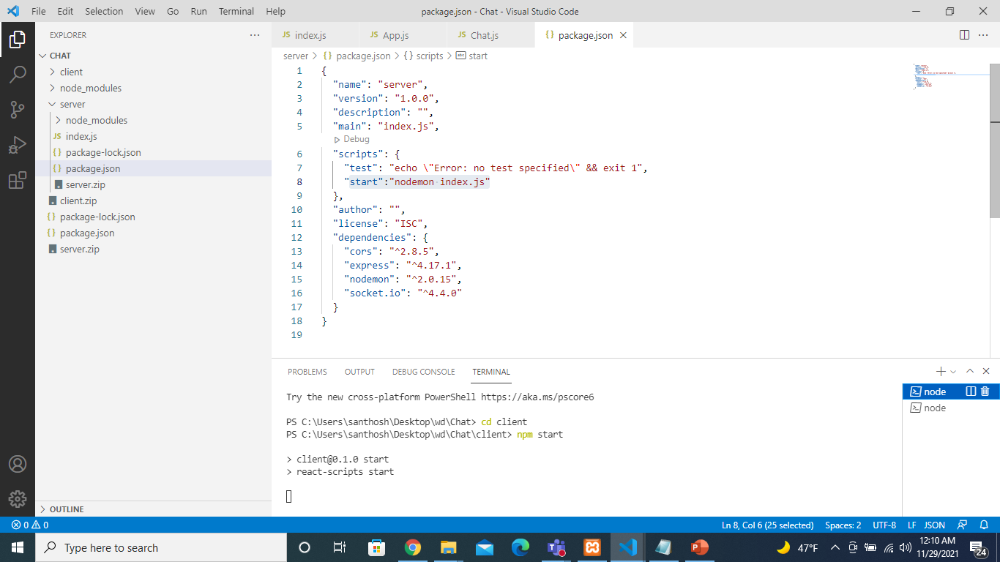 File Edit Selection View Go Run Terminal Help package.json - Chat - Visual Studio Code
EXPLORER
CHAT
client
node_modules
server
node_modules
JS index.js
{} package-lock.json
{} package.json
server.zip
client.zip
{} package-lock.json
{} package.json
server.zip
OUTLINE
JS index.js JS App.js JS Chat.js {} package.json
server > {} package.json > {} scripts > abc start
1 {
2 "name": "server",
3 "version": "1.0.0",
4 "description": "",
5 "main": "index.js",
Debug
6 "scripts": {
7 "test": "echo \"Error: no test specified\" && exit 1",
8 "start":"nodemon index.js"
9 },
10 "author": "",
11 "license": "ISC",
12 "dependencies": {
13 "cors": "^2.8.5",
14 "express": "^4.17.1",
15 "nodemon": "^2.0.15",
16 "socket.io": "^4.4.0"
17 }
18 }
19
PROBLEMS OUTPUT DEBUG CONSOLE TERMINAL
Try the new cross-platform PowerShell https://aka.ms/pscore6
PS C:\Users\santhosh\Desktop\wd\Chat> cd client
PS C:\Users\santhosh\Desktop\wd\Chat\client> npm start
> client@0.1.0 start
> react-scripts start
node
node
0 0 Ln 8, Col 6 (25 selected) Spaces: 2 UTF-8 LF JSON
Type here to search
47°F
12:10 AM
11/29/2021
24